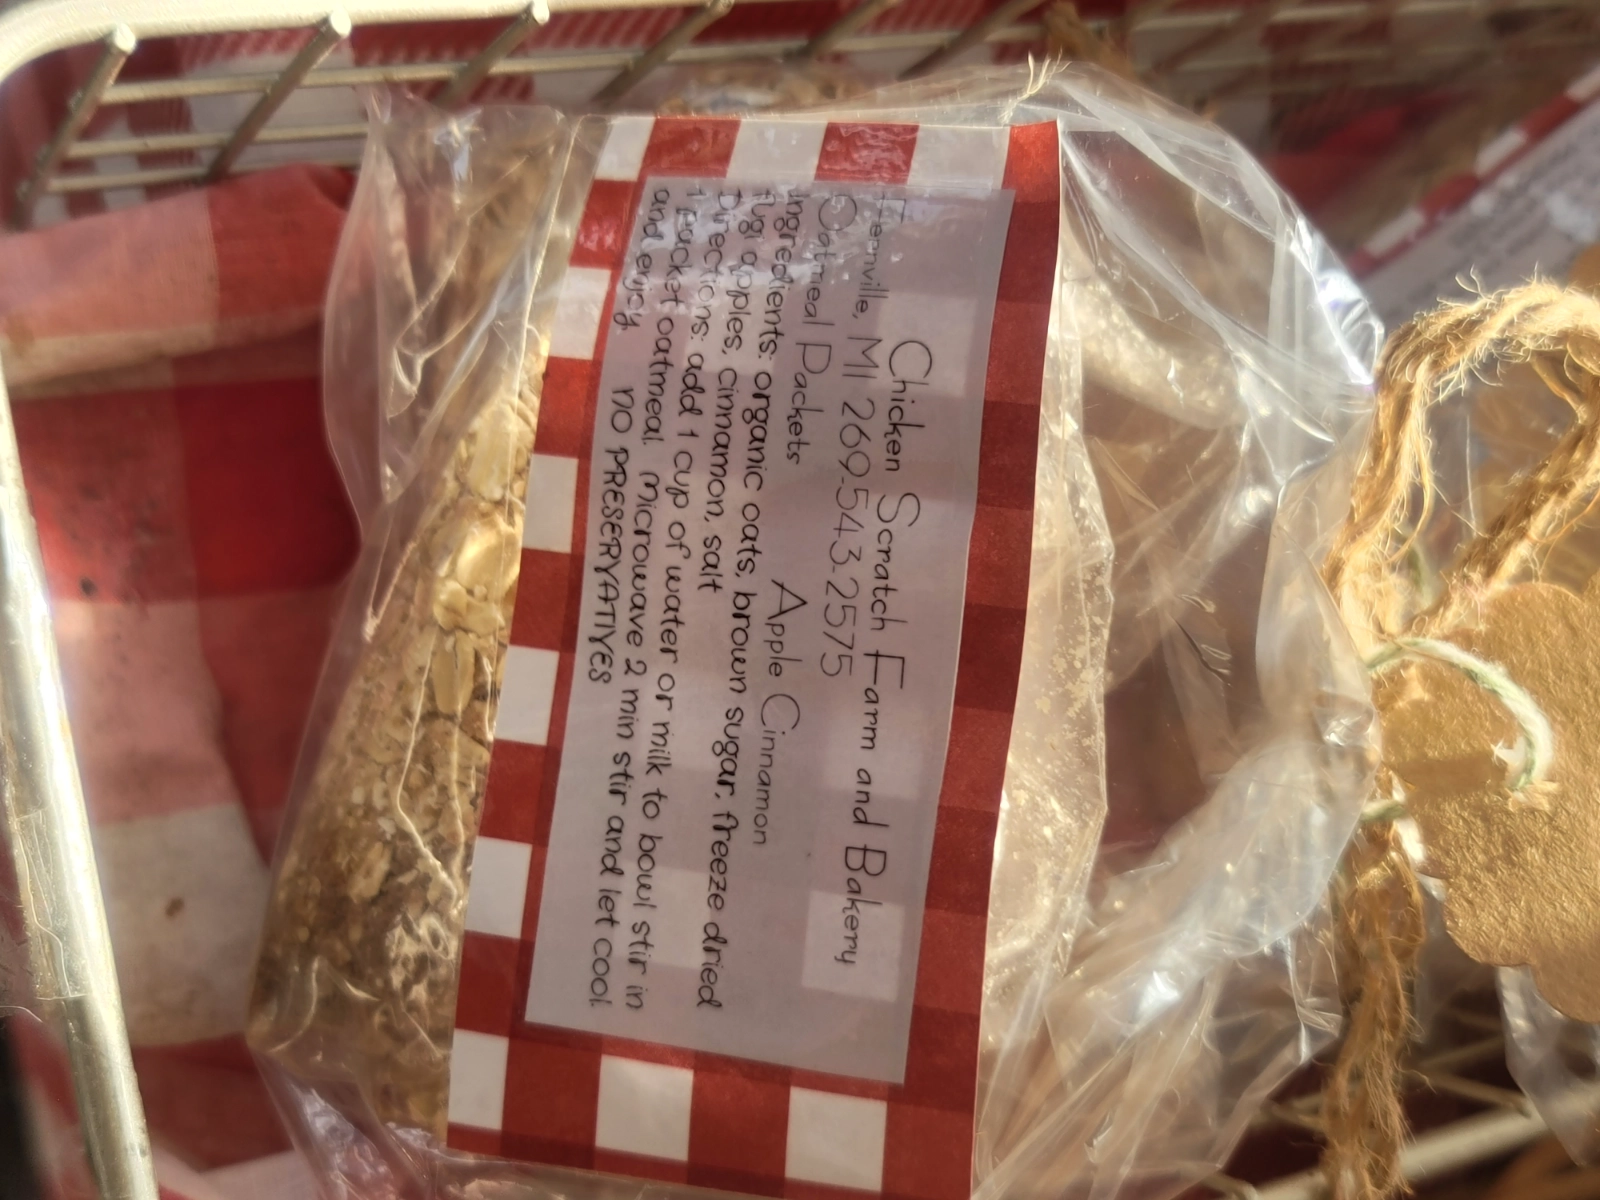 Chicken Scratch Farm and Bakery
Fennville, MI 269.543.2575
Oatmeal Packets Apple Cinnamon
Ingredients: organic oats, brown sugar, freeze dried
fugi apples, cinnamon, salt
Directions: add 1 cup of water or milk to bowl stir in
1 packet oatmeal. Microwave 2 min stir and let cool
and enjoy. NO PRESERVATIVES